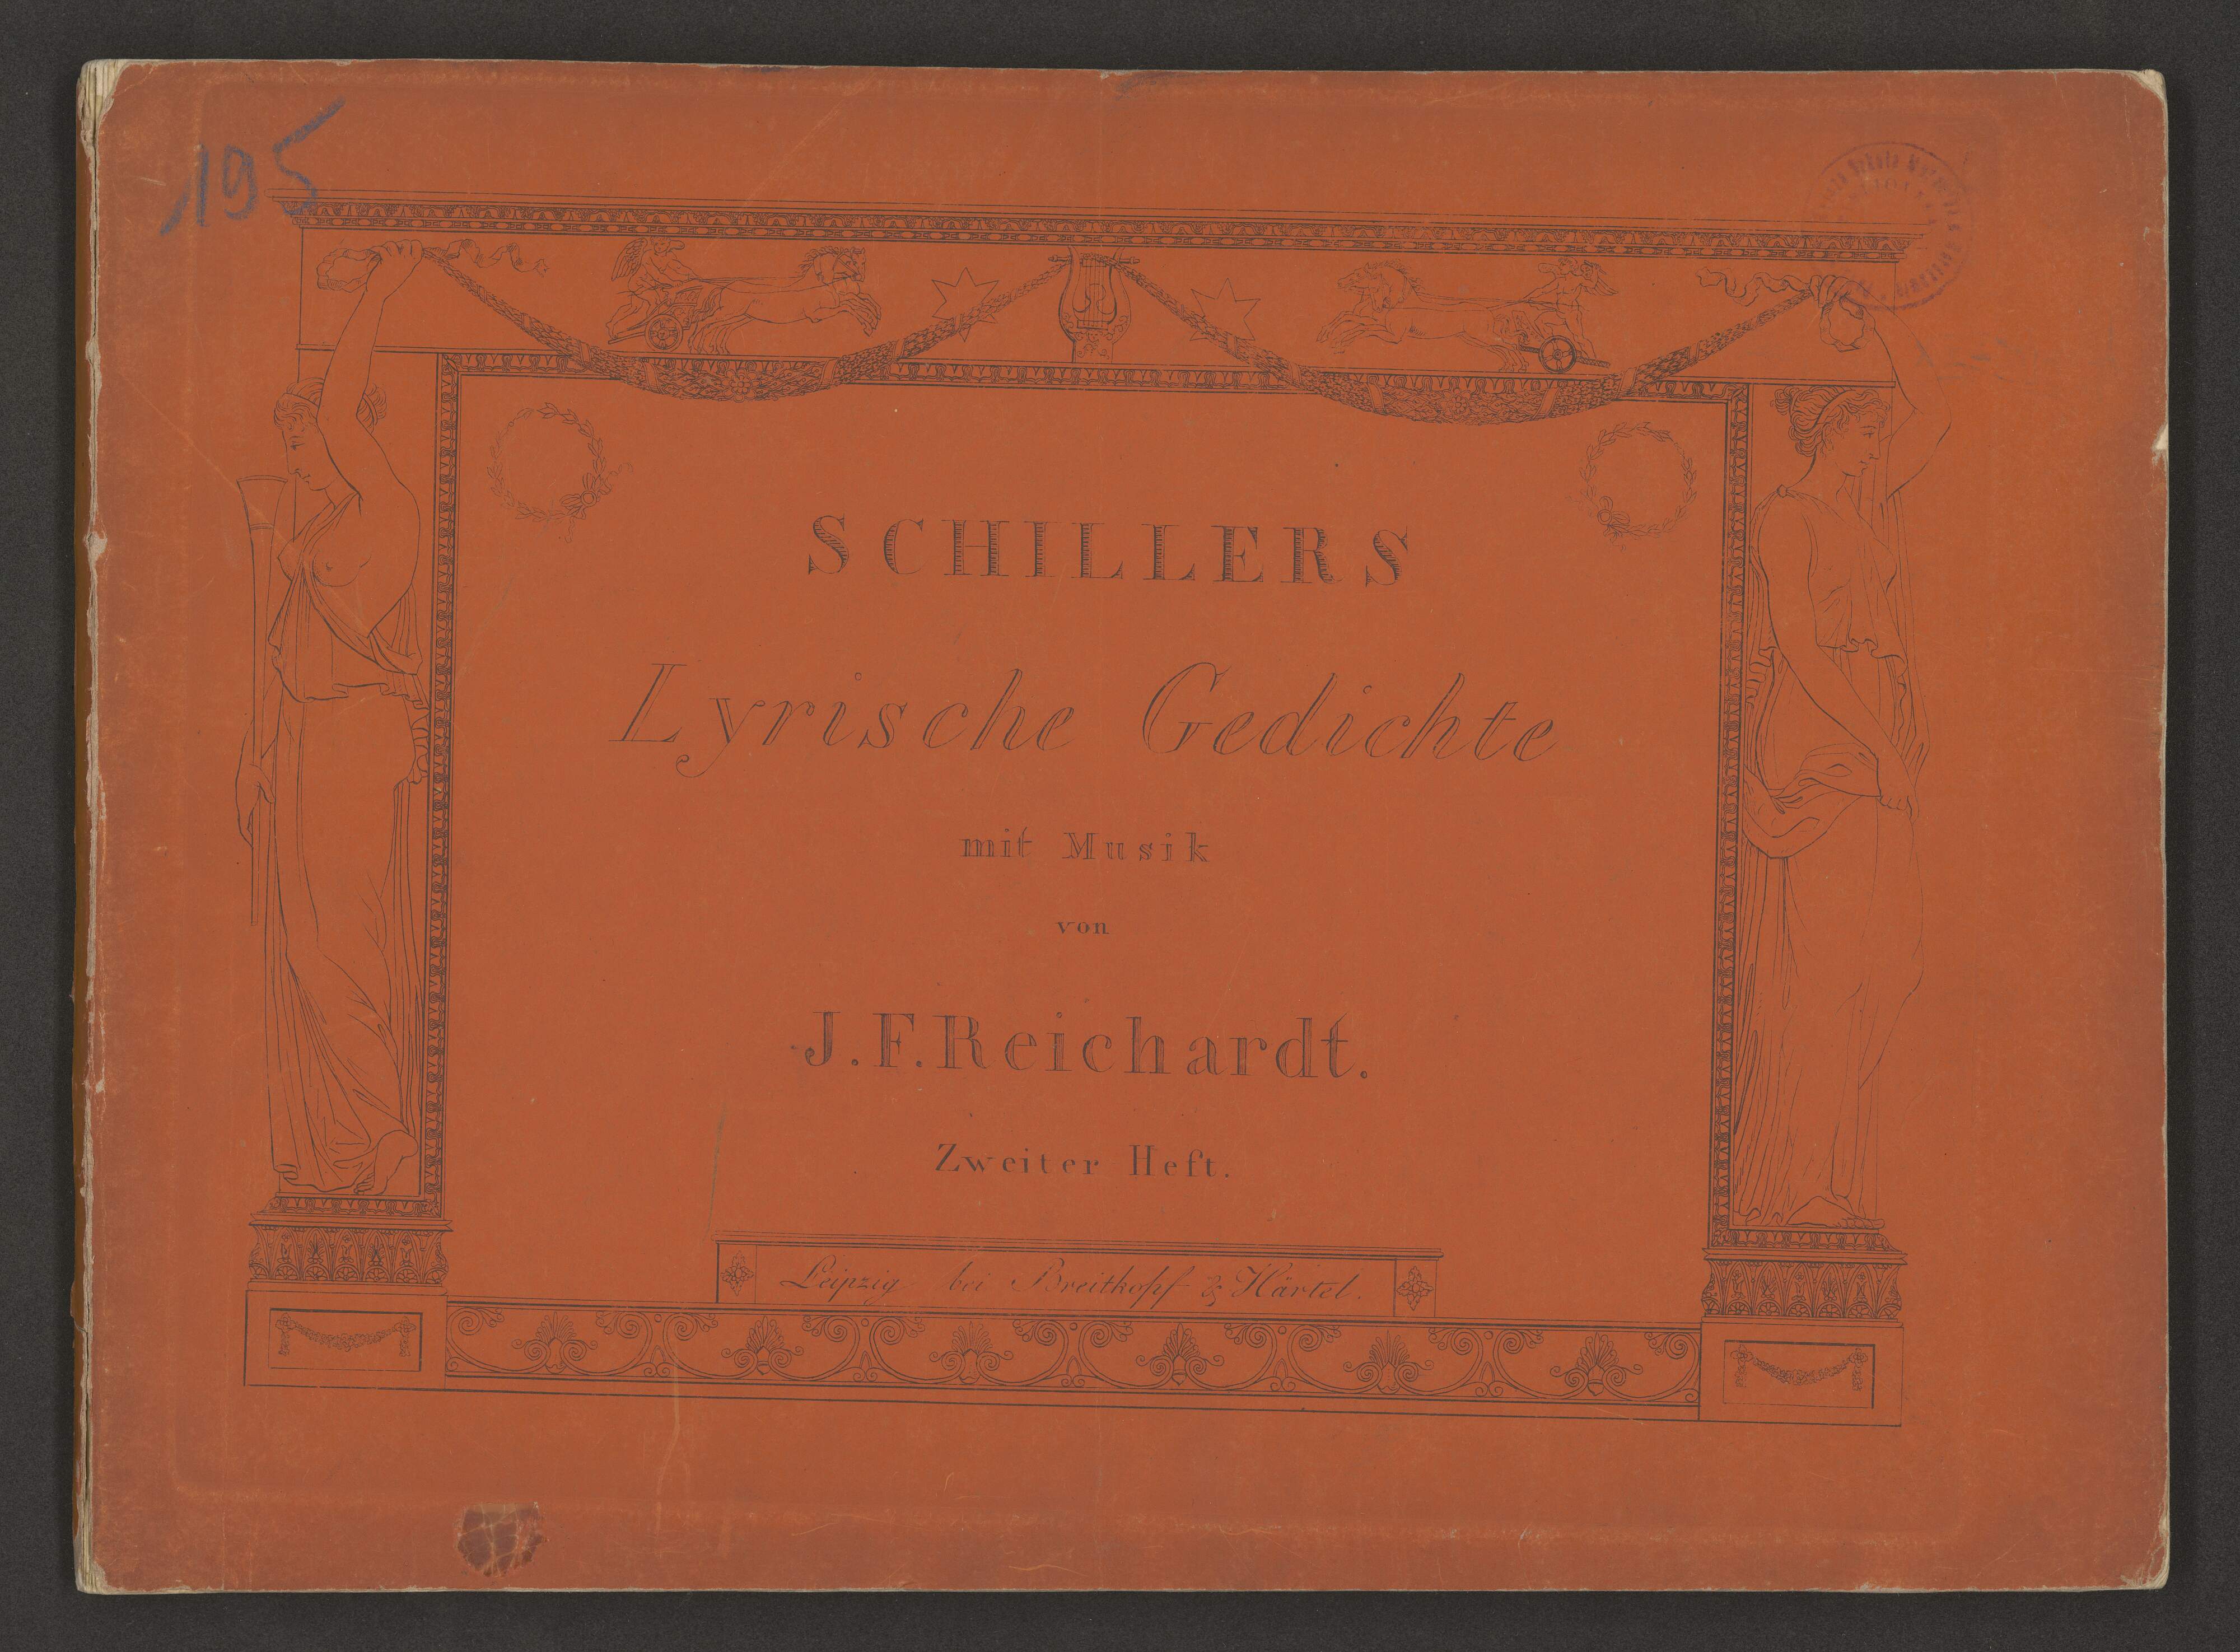 195
SCHILLERS
Lyrische Gedichte
mit Musik
von
J. F. Reichardt.
Zweiter Heft.
Leipzig bei Breitkopf & Härtel.